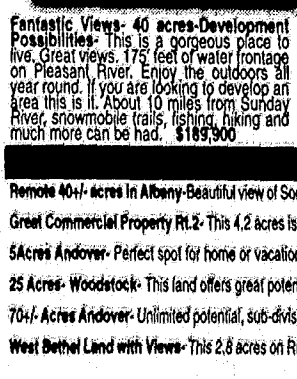 Fantastic Views- 40 acres-Development
Possibilities- This is a gorgeous place to
live. Great views. 175' feet of water frontage
on Pleasant River. Enjoy the outdoors all
year round. If you are looking to develop an
area this is it. About 10 miles from Sunday
River, snowmobile trails, fishing, hiking and
much more can be had. $189,900
Remote 40+/- acres in Albany-Beautiful view of So
Great Commercial Property Rt.2- This 4.2 acres is
5Acres Andover- Perfect spot for home or vacatio
25 Acres- Woodstock- This land offers great poten
70+/- Acres Andover- Unlimited potential, sub-divis
West Bethel Land with Views- This 2.8 acres on R